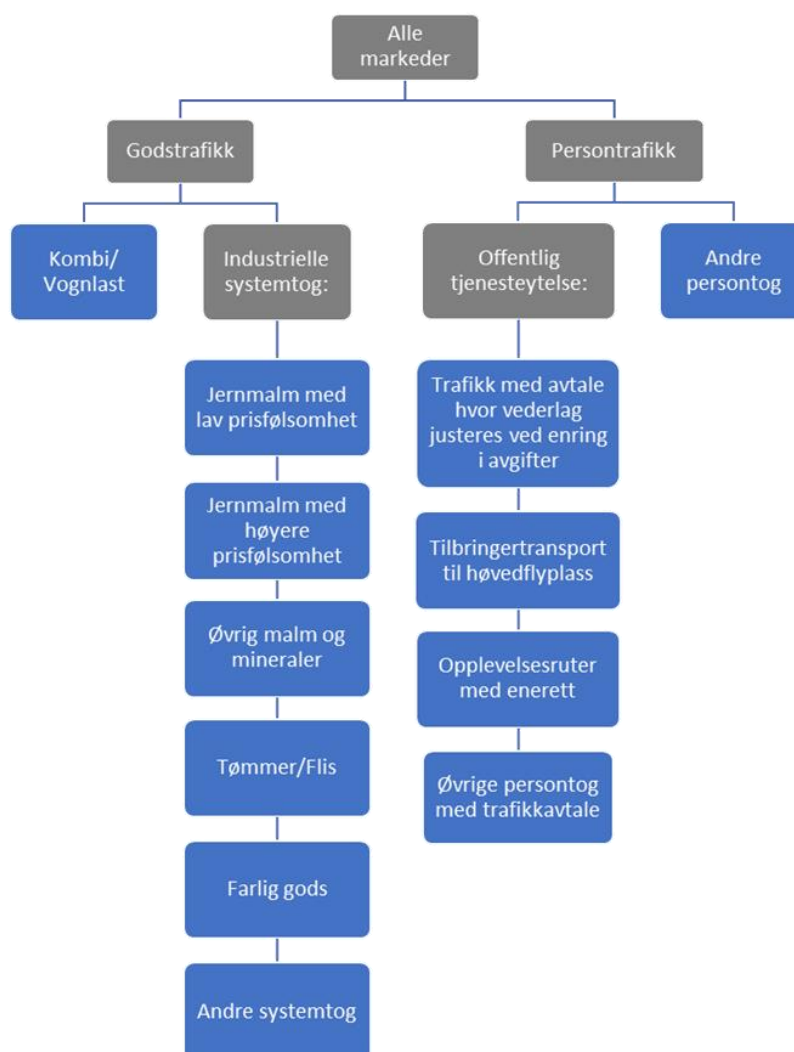 Alle
markeder
Godstrafikk
Persontrafikk
Kombi/
Vognlast
Industrielle
systemtog:
Offentlig
tjenesteytelse:
Andre
persontog
Jernmalm med
lav prisfølsomhet
Jernmalm med
høyere
prisfølsomhet
Øvrig malm og
mineraler
Tømmer/Flis
Farlig gods
Andre systemtog
Trafikk med avtale
hvor vederlag
justeres ved enring
i avgifter
Tilbringertransport
til høvedflyplass
Opplevelsesruter
med enerett
Øvrige persontog
med trafikkavtale